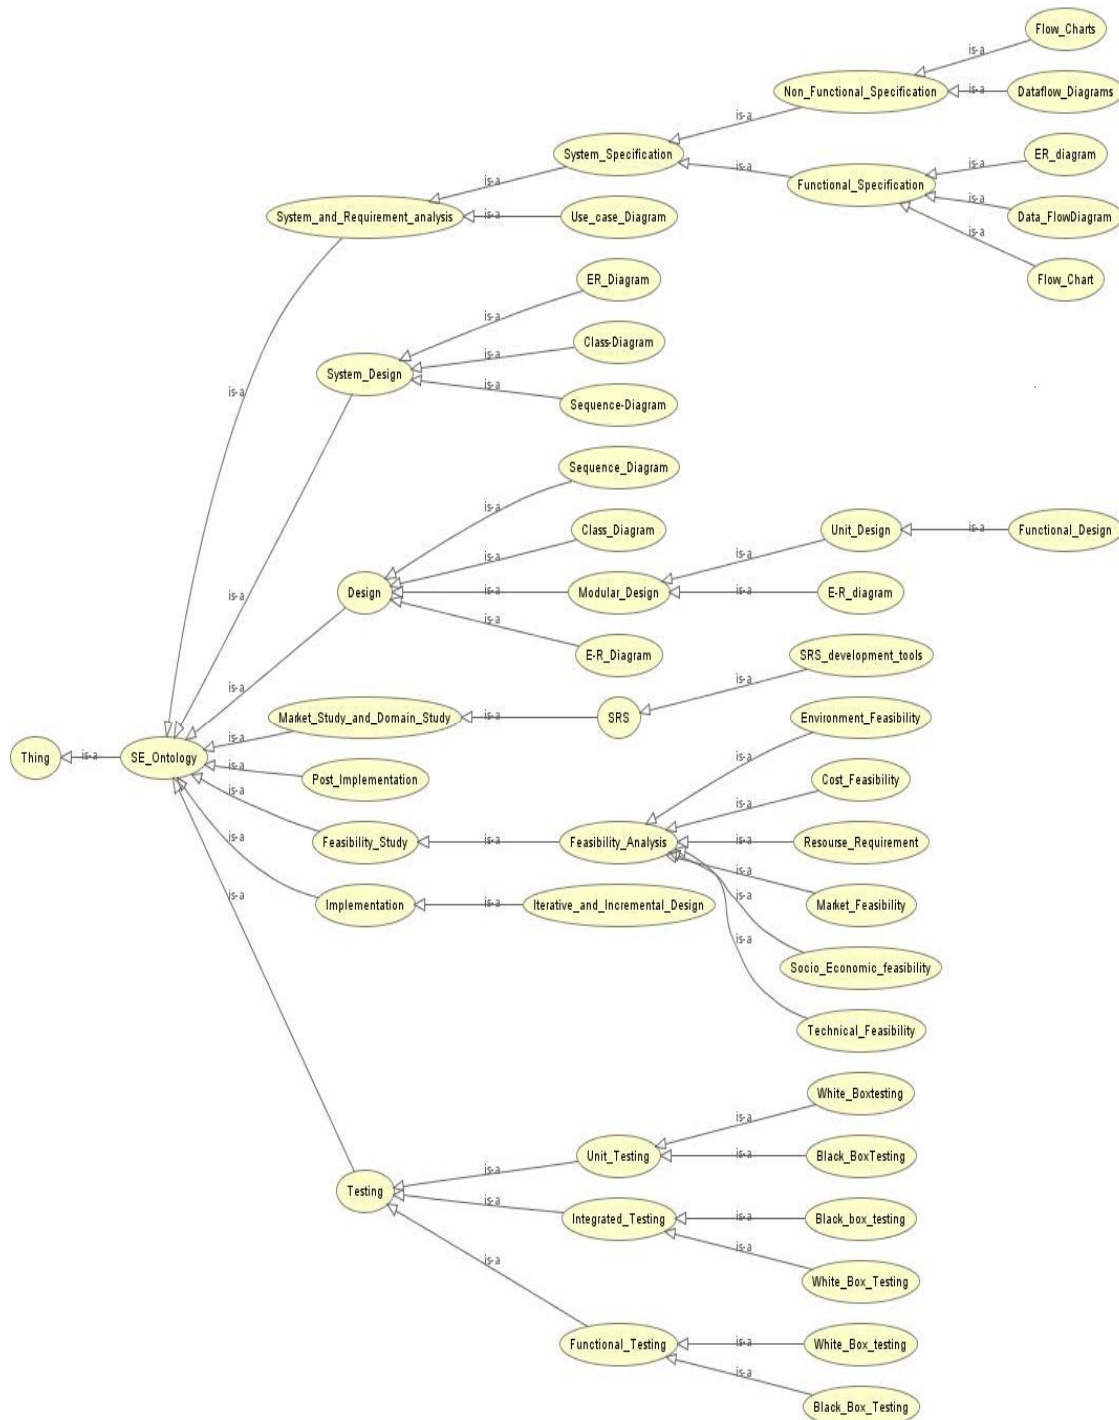 Flow_Charts
is-a
Non_Functional_Specification
is-a
Dataflow_Diagrams
is-a
System_Specification
is-a
ER_diagram
is-a
Functional_Specification
is-a
is-a
Data_FlowDiagram
is-a
Flow_Chart
is-a
System_and_Requirement_analysis
is-a
Use_case_Diagram
ER_Diagram
is-a
Class-Diagram
System_Design
is-a
is-a
Sequence-Diagram
is-a
Sequence_Diagram
is-a
Class_Diagram
is-a
Unit_Design
is-a
Functional_Design
is-a
Design
is-a
Modular_Design
is-a
E-R_diagram
is-a
is-a
E-R_Diagram
SRS_development_tools
is-a
is-a
Market_Study_and_Domain_Study
is-a
SRS
Environment_Feasibility
is-a
is-a
Thing
is-a
SE_Ontology
is-a
Post_Implementation
Cost_Feasibility
is-a
is-a
Feasibility_Study
is-a
Feasibility_Analysis
is-a
Resourse_Requirement
is-a
Implementation
is-a
Iterative_and_Incremental_Design
is-a
Market_Feasibility
is-a
is-a
Socio_Economic_feasibility
Technical_Feasibility
is-a
White_Boxtesting
is-a
Unit_Testing
is-a
Black_BoxTesting
is-a
Testing
is-a
Integrated_Testing
is-a
Black_box_testing
is-a
White_Box_Testing
is-a
Functional_Testing
is-a
White_Box_testing
is-a
Black_Box_Testing